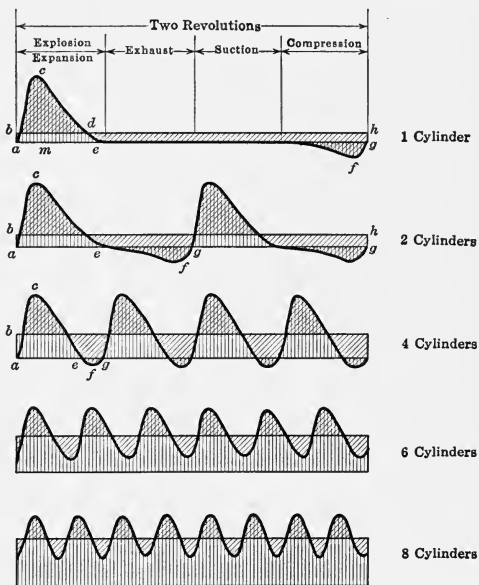 Two Revolutions
Explosion
Expansion
Exhaust
Suction
Compression
c
b
d
h
a
m
e
g
f
1 Cylinder
c
b
h
a
e
g
g
f
2 Cylinders
c
b
a
e
f
g
4 Cylinders
6 Cylinders
8 Cylinders